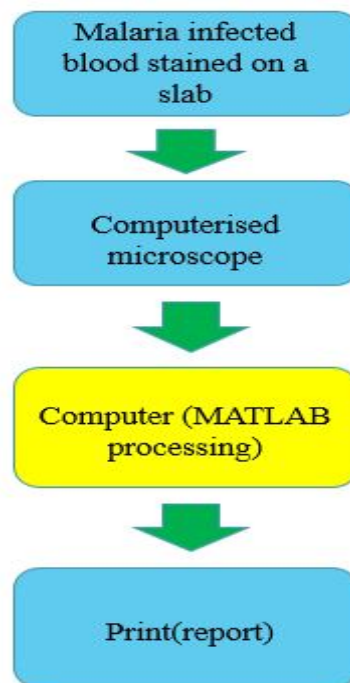 Malaria infected
blood stained on a
slab
Computerised
microscope
Computer (MATLAB
processing)
Print(report)